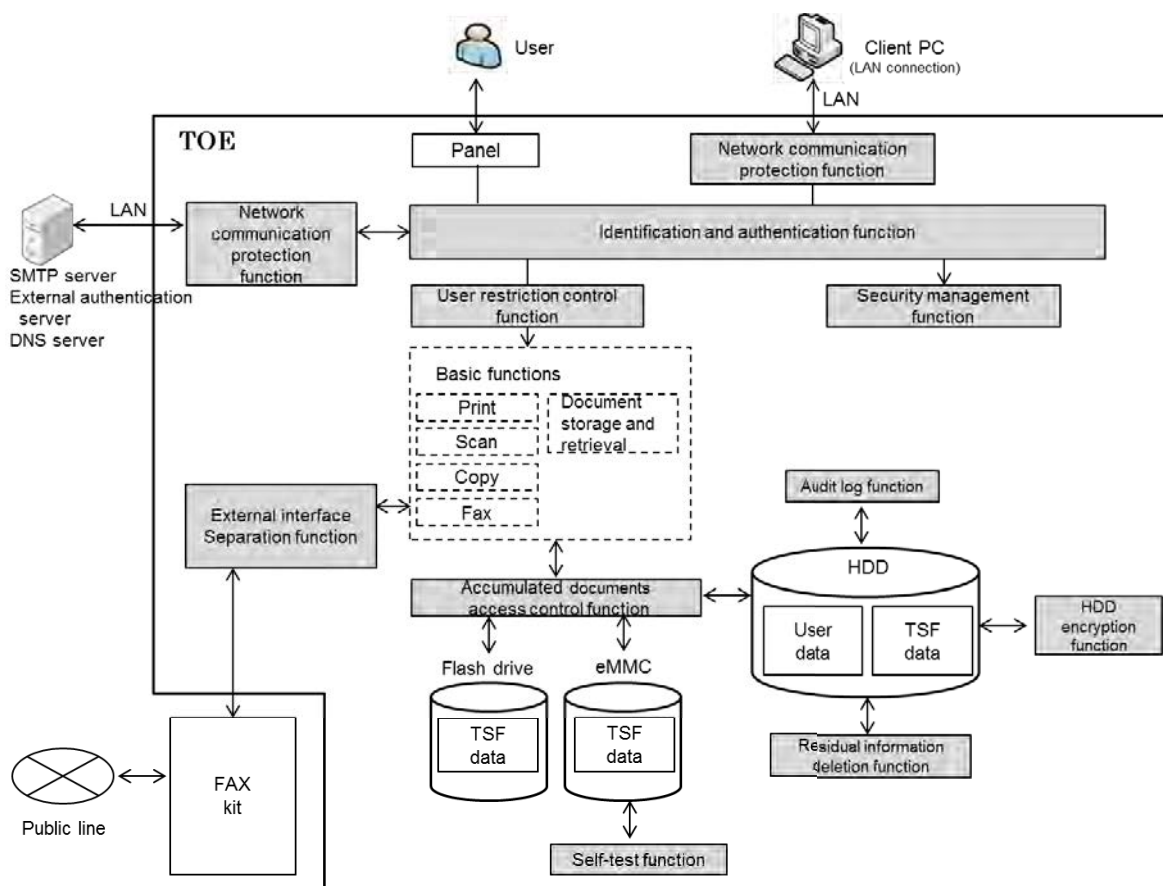 User
Client PC
(LAN connection)
LAN
TOE
Panel
Network communication
protection function
LAN
Network
communication
protection
function
Identification and authentication function
SMTP server
External authentication
server
DNS server
User restriction control
function
Security management
function
Basic functions
Print
Scan
Copy
Fax
Document
storage and
retrieval
External interface
Separation function
Audit log function
HDD
User
data
TSF
data
HDD
encryption
function
Accumulated documents
access control function
Flash drive
TSF
data
eMMC
TSF
data
Residual information
deletion function
FAX
kit
Public line
Self-test function